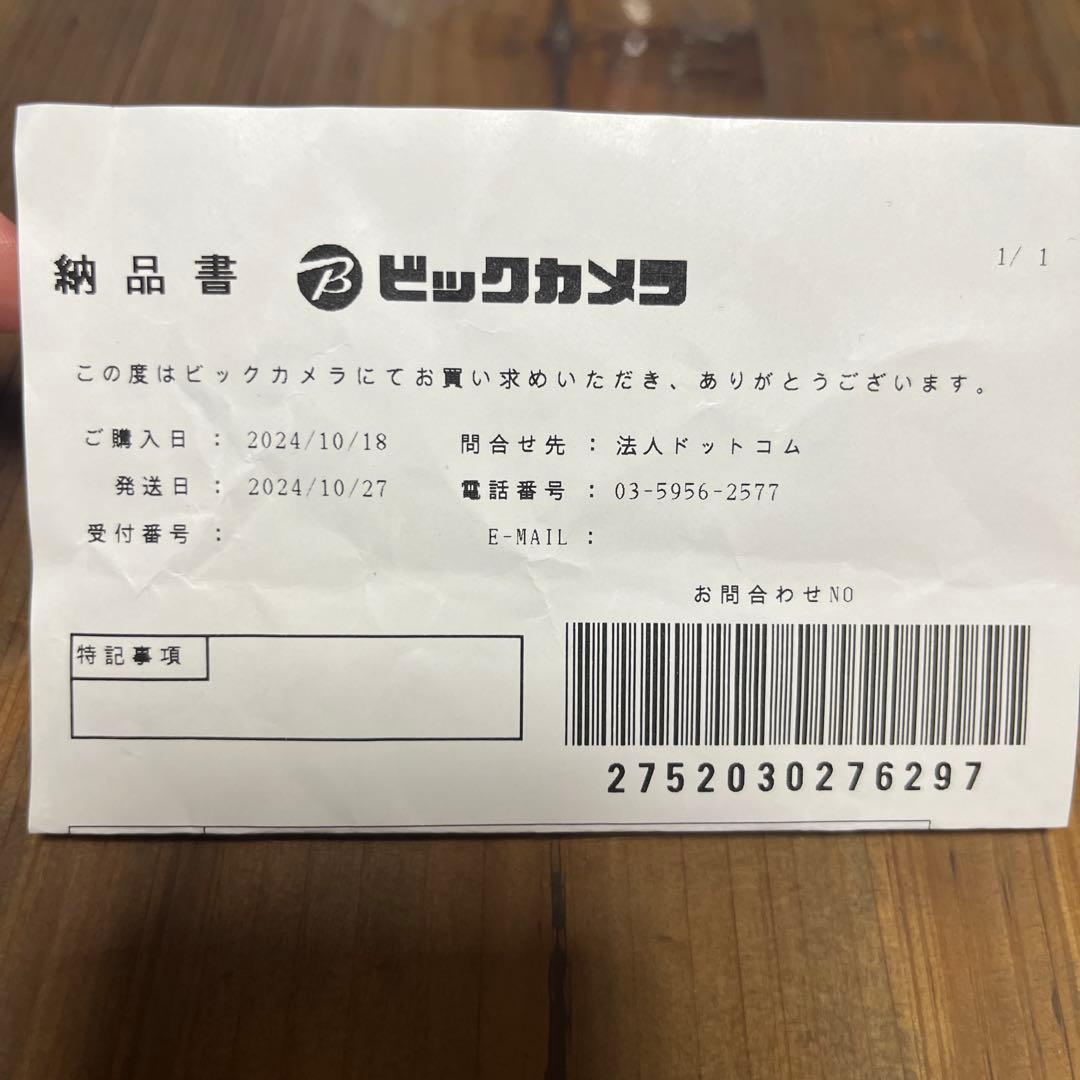 納品書 B ビックカメラ 1/ 1
この度はビックカメラにてお買い求めいただき、ありがとうございます。
ご購入日 : 2024/10/18 問合せ先 : 法人ドットコム
発送日 : 2024/10/27 電話番号 : 03-5956-2577
受付番号 : E-MAIL :
お問合わせNO
特記事項
2752030276297